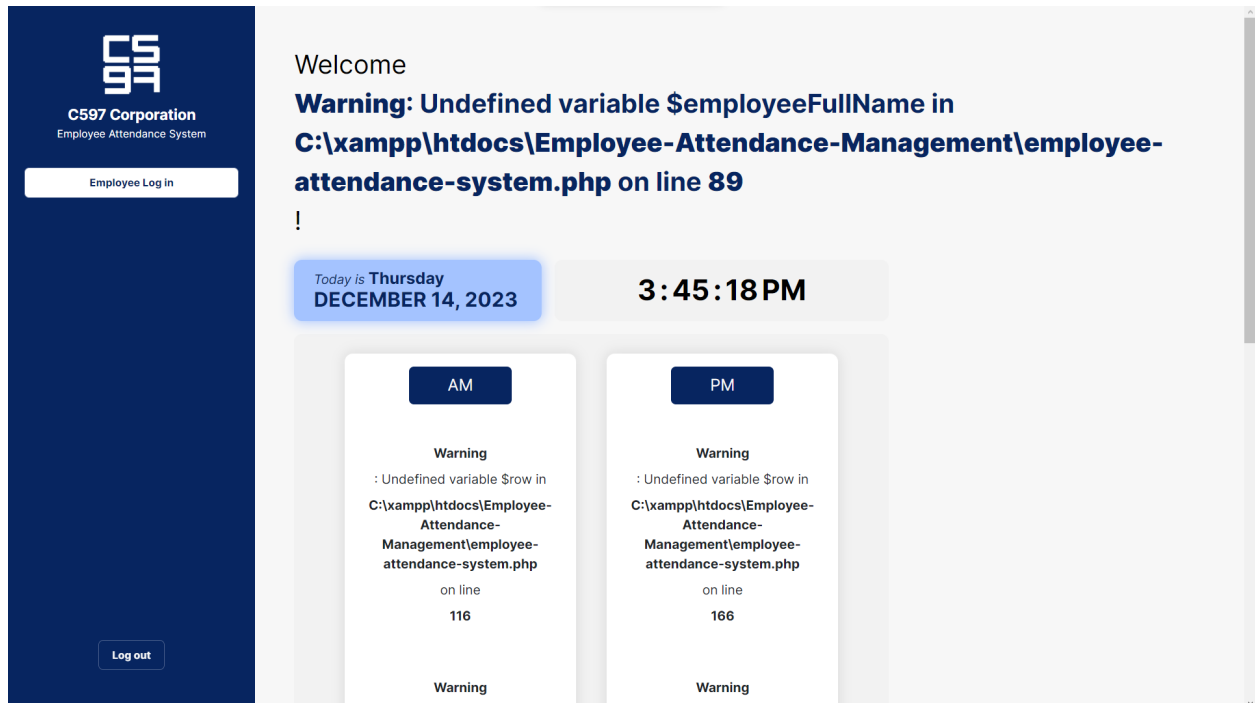 CS
97
C597 Corporation
Employee Attendance System
Employee Log in
Log out
Welcome
Warning: Undefined variable $employeeFullName in
C:\xampp\htdocs\Employee-Attendance-Management\employee-
attendance-system.php on line 89
!
Today is Thursday
DECEMBER 14, 2023
3:45:18 PM
AM
Warning
: Undefined variable $row in
C:\xampp\htdocs\Employee-
Attendance-
Management\employee-
attendance-system.php
on line
116
Warning
PM
Warning
: Undefined variable $row in
C:\xampp\htdocs\Employee-
Attendance-
Management\employee-
attendance-system.php
on line
166
Warning